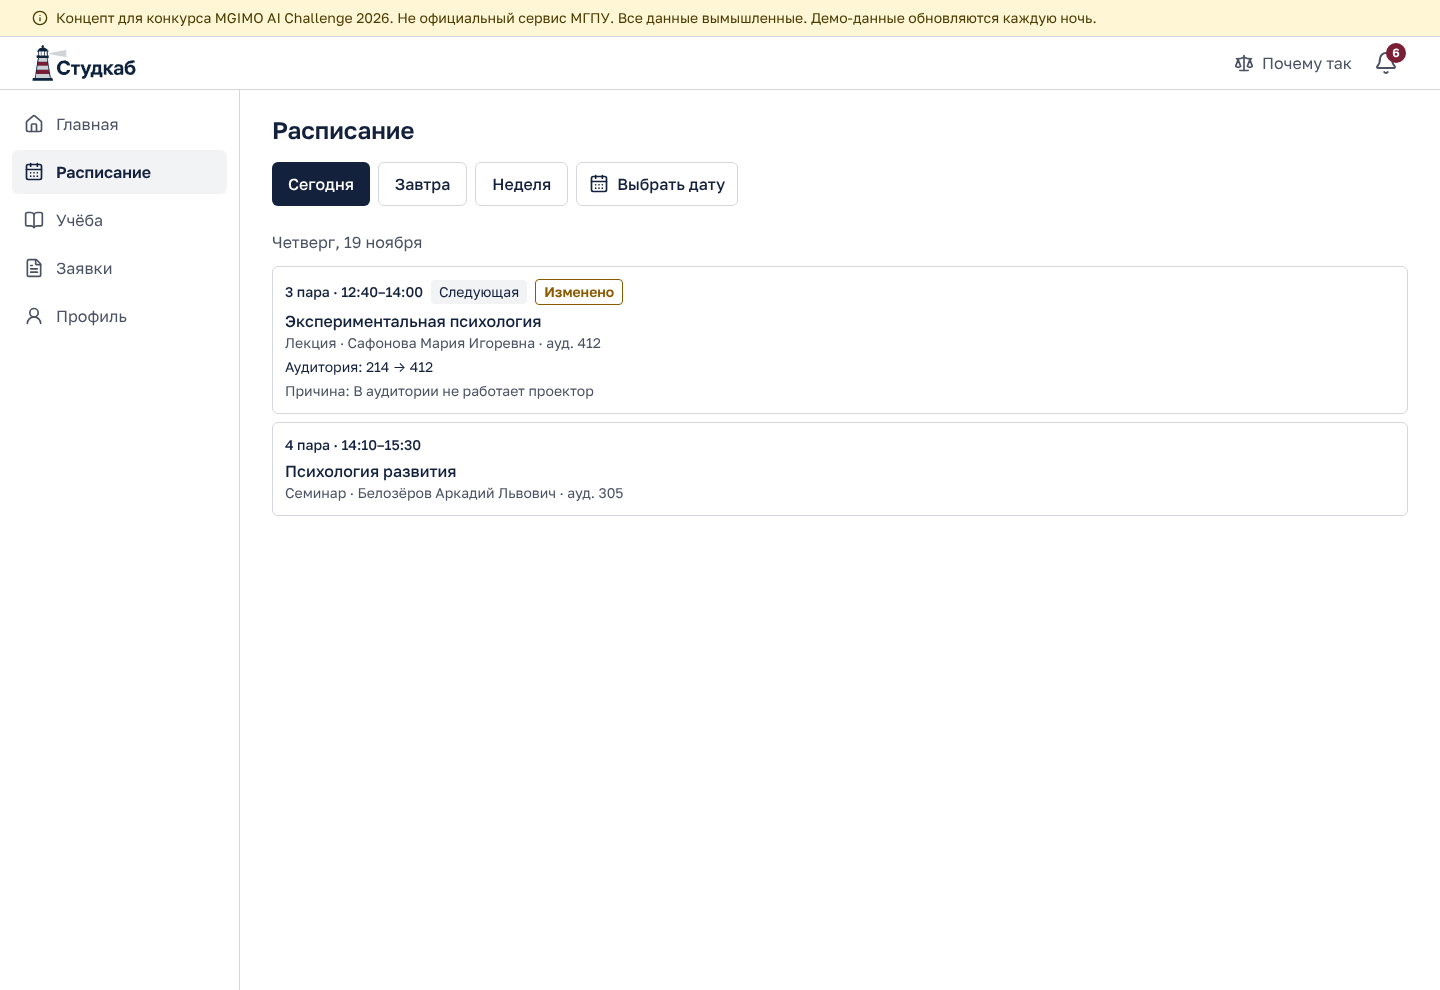 Концепт для конкурса MGIMO AI Challenge 2026. Не официальный сервис МГПУ. Все данные вымышленные. Демо-данные обновляются каждую ночь.
Студкаб
Почему так
6
Главная
Расписание
Учёба
Заявки
Профиль
Расписание
Сегодня
Завтра
Неделя
Выбрать дату
Четверг, 19 ноября
3 пара · 12:40–14:00 Следующая Изменено
Экспериментальная психология
Лекция · Сафонова Мария Игоревна · ауд. 412
Аудитория: 214 → 412
Причина: В аудитории не работает проектор
4 пара · 14:10–15:30
Психология развития
Семинар · Белозёров Аркадий Львович · ауд. 305